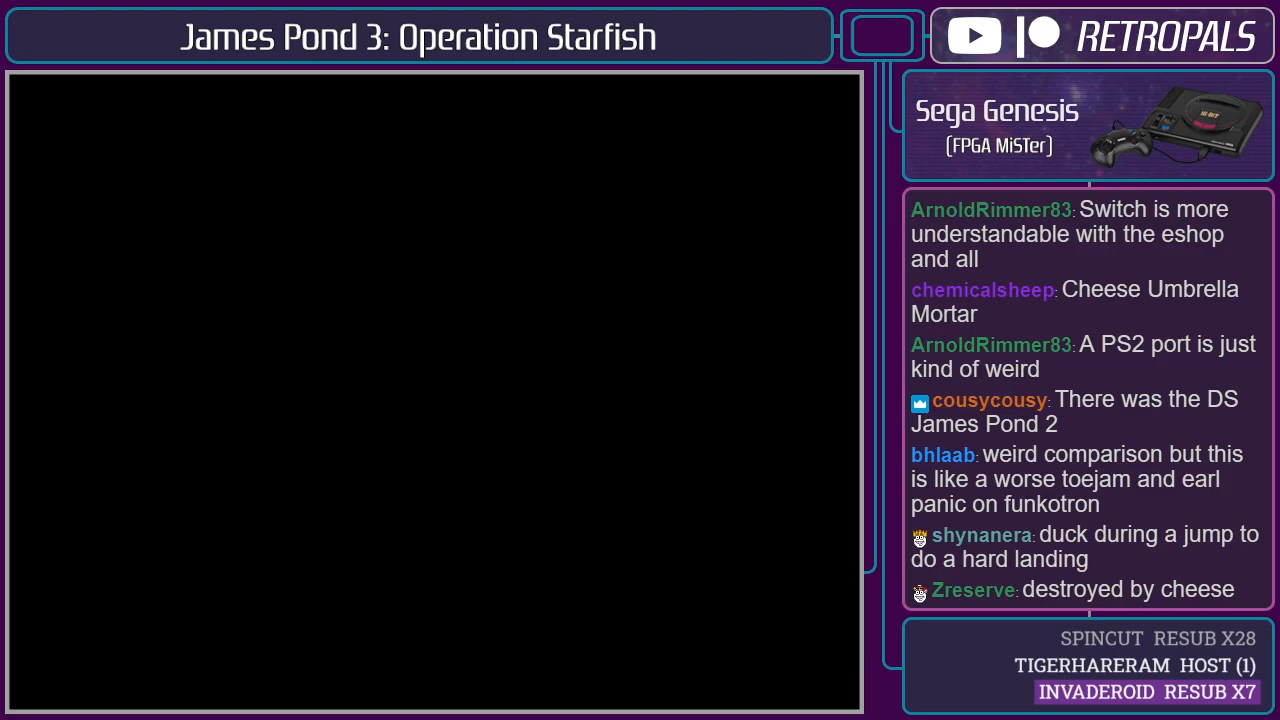 James Pond 3: Operation Starfish
RETROPALS
Sega Genesis
(FPGA MiSTer)
16-BIT
ArnoldRimmer83: Switch is more
understandable with the eshop
and all
chemicalsheep: Cheese Umbrella
Mortar
ArnoldRimmer83: A PS2 port is just
kind of weird
cousycousy: There was the DS
James Pond 2
bhlaab: weird comparison but this
is like a worse toejam and earl
panic on funkotron
shynanera: duck during a jump to
do a hard landing
Zreserve: destroyed by cheese
SPINCUT RESUB X28
TIGERHARERAM HOST (1)
INVADEROID RESUB X7